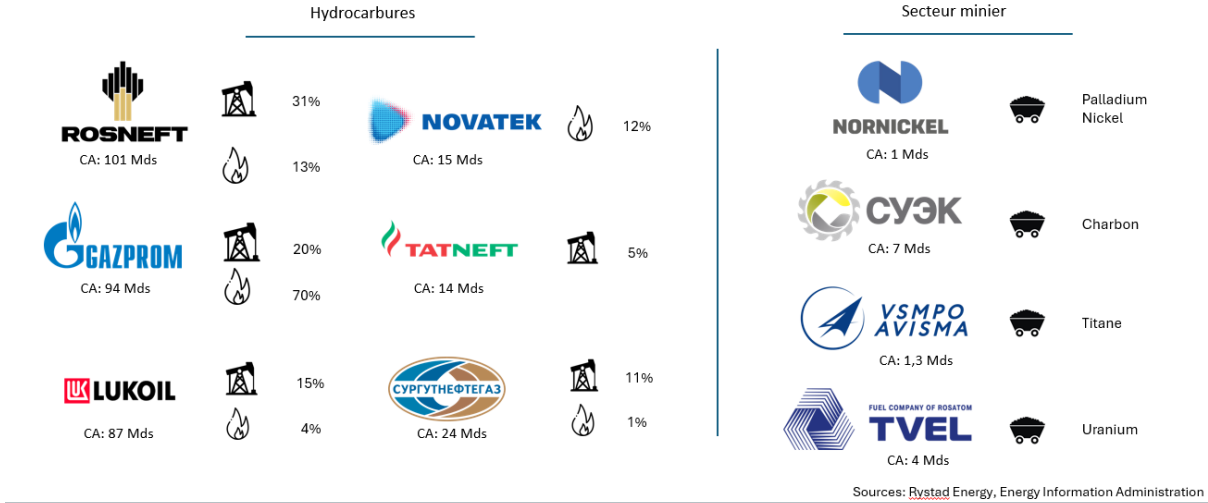 Hydrocarbures
ROSNEFT
CA: 101 Mds
31%
13%
NOVATEK
CA: 15 Mds
12%
GAZPROM
CA: 94 Mds
20%
70%
TATNEFT
CA: 14 Mds
5%
LUK
LUKOIL
CA: 87 Mds
15%
4%
СУРГУТНЕФТЕГАЗ
CA: 24 Mds
11%
1%
Secteur minier
NORNICKEL
CA: 1 Mds
Palladium
Nickel
СУЭК
CA: 7 Mds
Charbon
VSMPO
AVISMA
CA: 1,3 Mds
Titane
FUEL COMPANY OF ROSATOM
TVEL
CA: 4 Mds
Uranium
Sources: Rystad Energy, Energy Information Administration